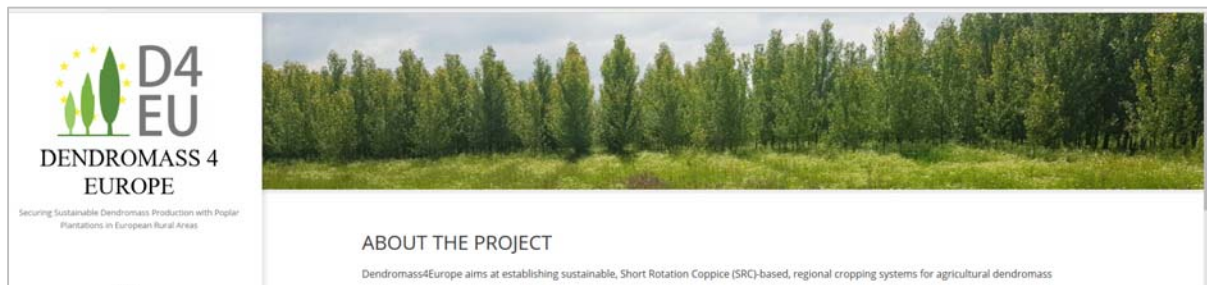 D4
EU
DENDROMASS 4
EUROPE
Securing Sustainable Dendromass Production with Poplar
Plantations in European Rural Areas
ABOUT THE PROJECT
Dendromass4Europe aims at establishing sustainable, Short Rotation Coppice (SRC)-based, regional cropping systems for agricultural dendromass